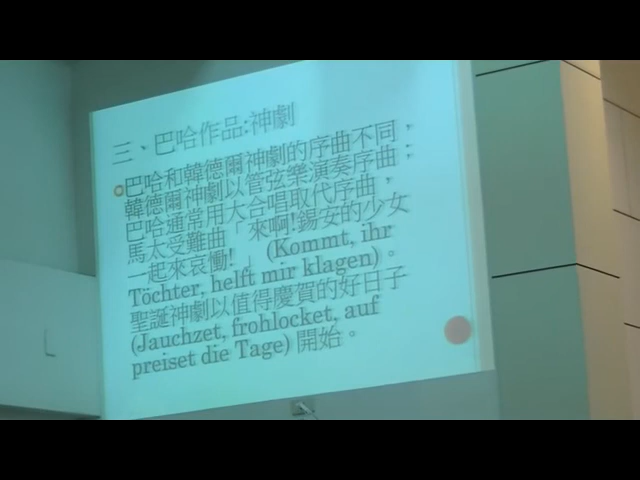 三、巴哈作品:神劇
巴哈和韓德爾神劇的序曲不同，
韓德爾神劇以管弦樂演奏序曲；
巴哈通常用大合唱取代序曲，
馬太受難曲「來啊!錫安的少女
一起來哀慟!」(Kommt, ihr
Töchter, helft mir klagen)。
聖誕神劇以值得慶賀的好日子
(Jauchzet, frohlocket, auf
preiset die Tage) 開始。